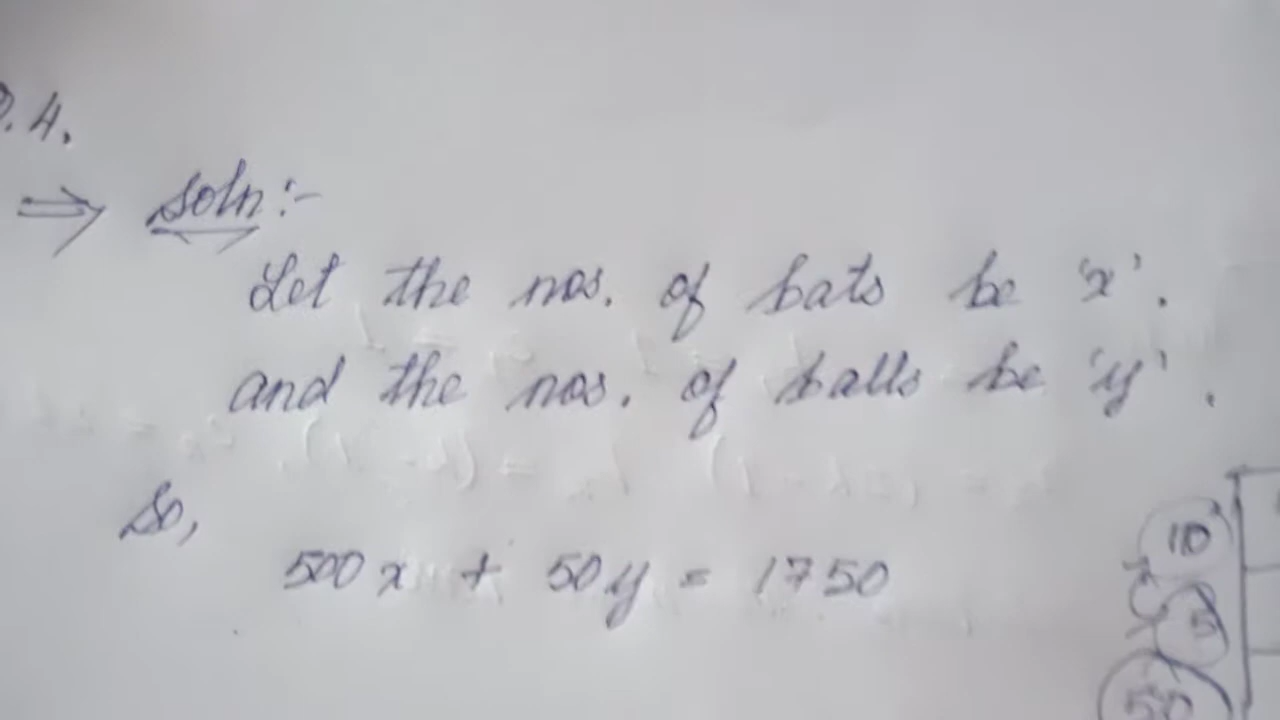 .4.
⇒ Soln:-
Let the nos. of bats be 'x'.
and the nos. of balls be 'y'.
So,
500x + 50y = 1750
10
5
50